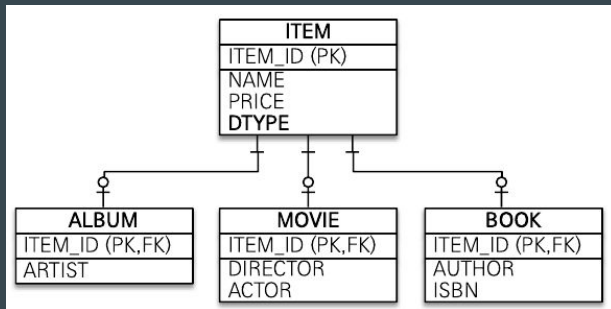 ITEM
ITEM_ID (PK)
NAME
PRICE
DTYPE
ALBUM
ITEM_ID (PK,FK)
ARTIST
MOVIE
ITEM_ID (PK,FK)
DIRECTOR
ACTOR
BOOK
ITEM_ID (PK,FK)
AUTHOR
ISBN